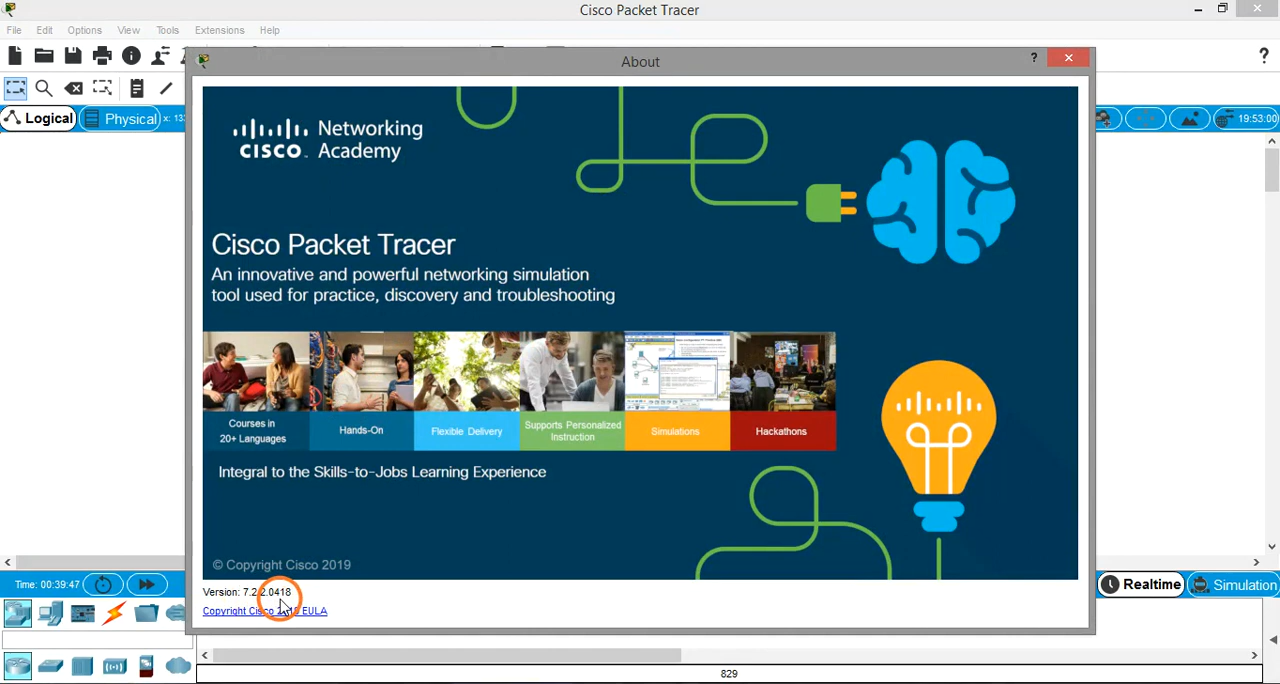 Cisco Packet Tracer
File Edit Options View Tools Extensions Help
About
?
?
Logical
Physical
19:53:00
Networking
CISCO Academy
Cisco Packet Tracer
An innovative and powerful networking simulation
tool used for practice, discovery and troubleshooting
Courses in
20+ Languages
Hands-On
Flexible Delivery
Supports Personalized
Instruction
Simulations
Hackathons
Integral to the Skills-to-Jobs Learning Experience
© Copyright Cisco 2019
Time: 00:39:47
Realtime
Simulation
Version: 7.2.2.0418
Copyright Cisco EULA
829